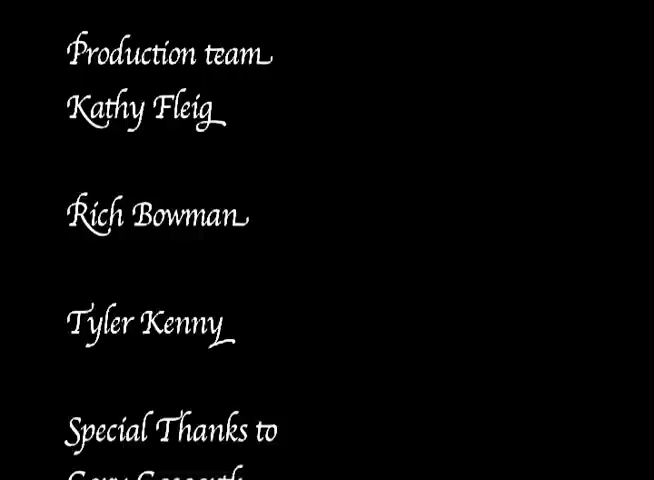 Production team
Kathy Fleig
Rich Bowman
Tyler Kenny
Special Thanks to